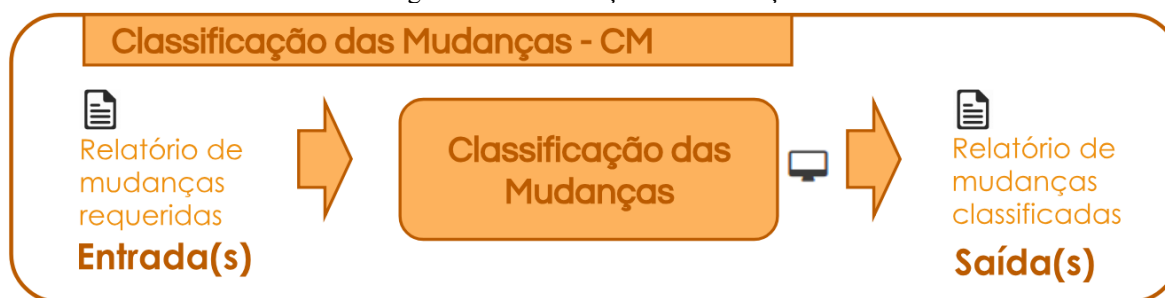 Classificação das Mudanças - CM
Relatório de
mudanças
requeridas
Entrada(s)
Classificação das
Mudanças
Relatório de
mudanças
classificadas
Saída(s)